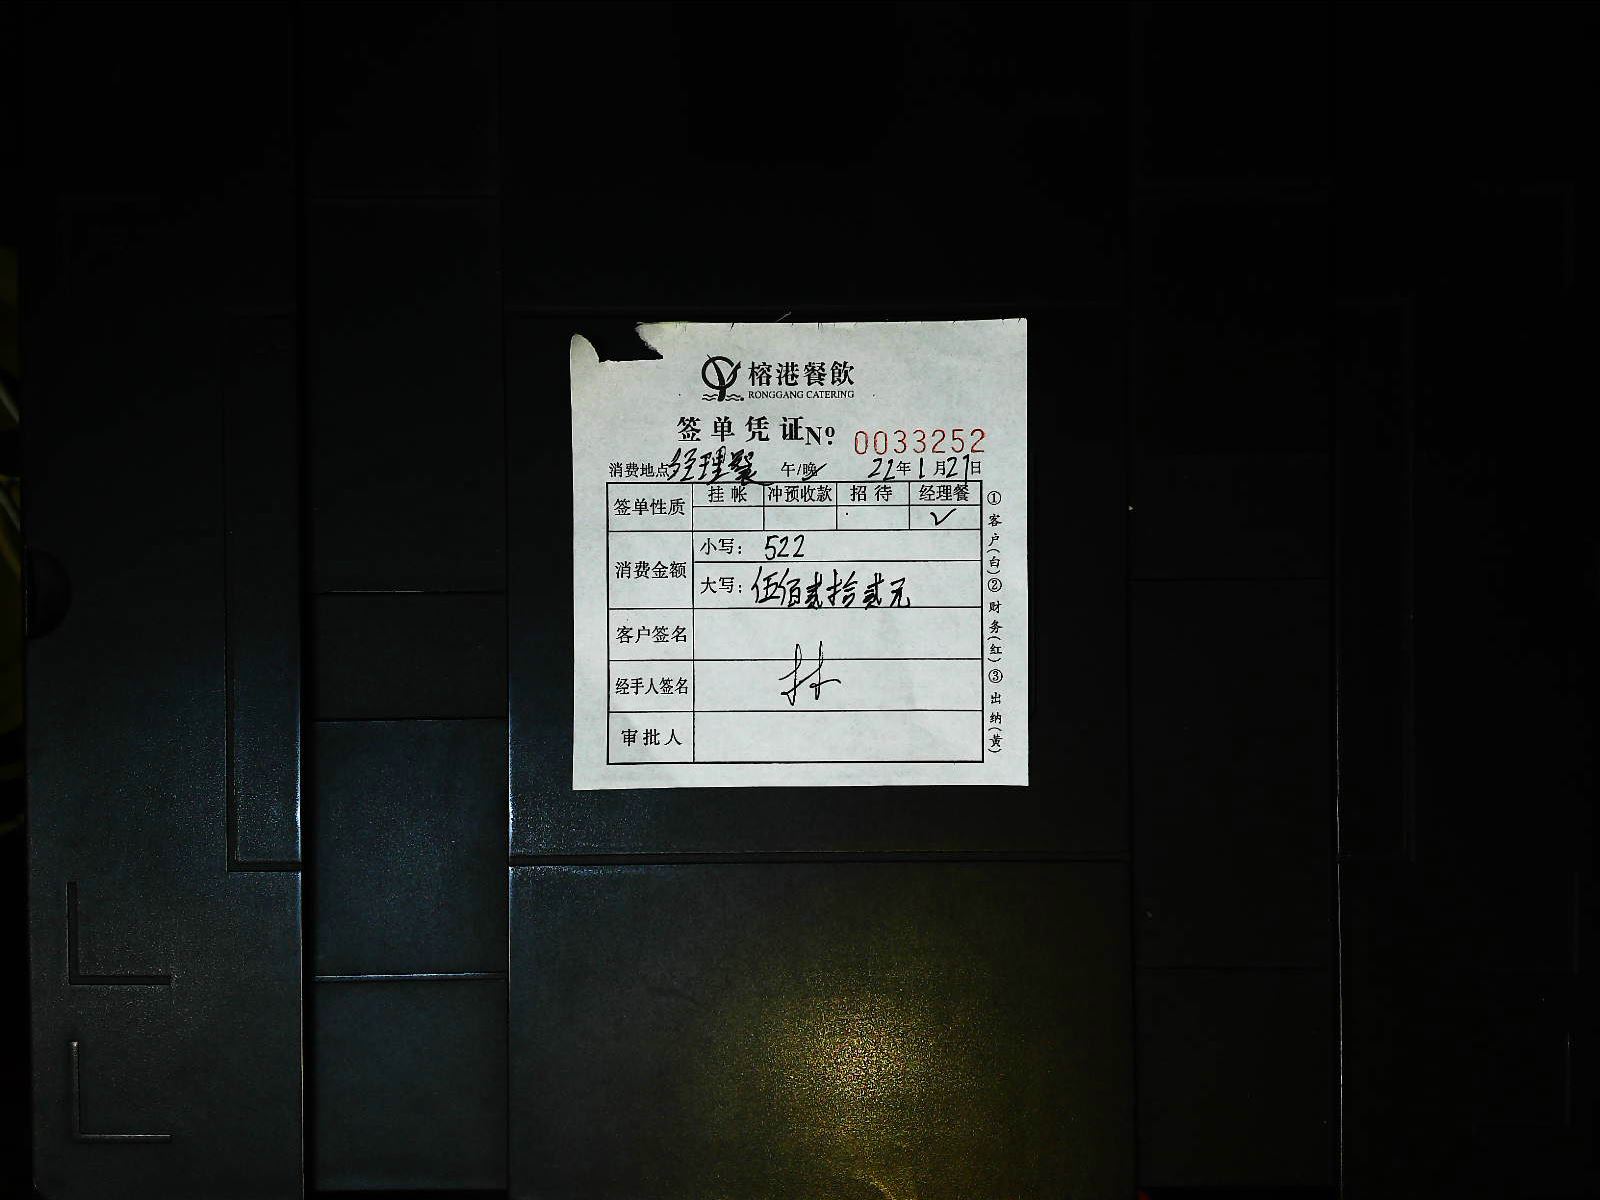 榕港餐飲
RONGGANG CATERING
签单凭证 Nº 0033252
消费地点 经理餐 午/晚 22年1月27日
签单性质 挂帐 冲预收款 招待 经理餐
✓
消费金额 小写: 522
大写: 伍佰贰拾贰元
客户签名
经手人签名 林
审批人
①客户(白)②财务(红)③出纳(黄)